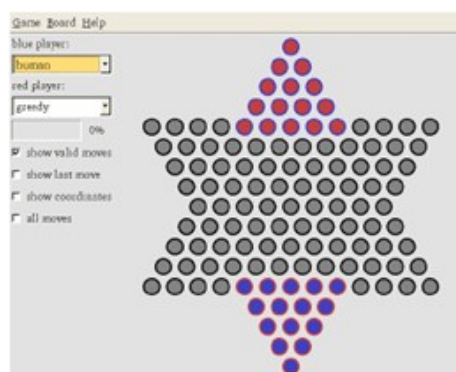 Game Board Help
blue player:
human
red player:
greedy
0%
show valid moves
show last move
show coordinates
all moves